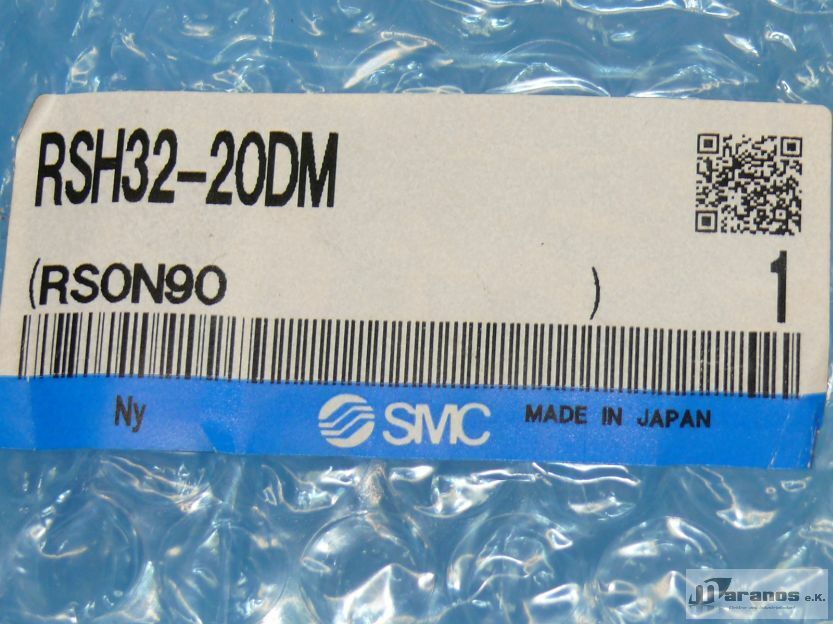 RSH32-20DM
(RSON90 )
1
Ny
SMC
MADE IN JAPAN
maranos e.K.